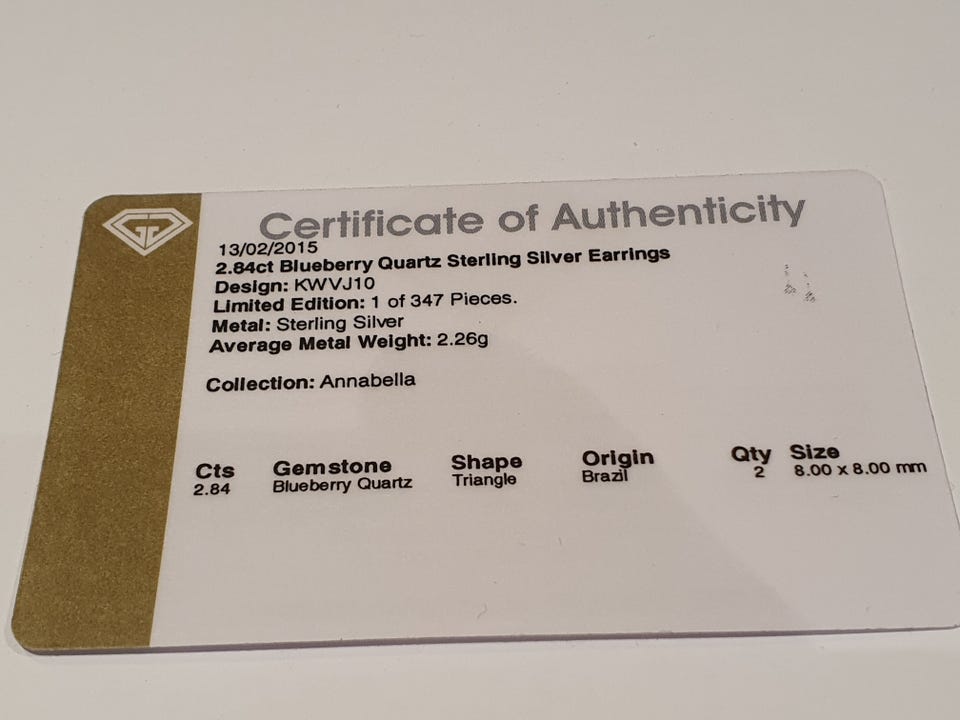 Certificate of Authenticity
13/02/2015
2.84ct Blueberry Quartz Sterling Silver Earrings
Design: KWVJ10
Limited Edition: 1 of 347 Pieces.
Metal: Sterling Silver
Average Metal Weight: 2.26g
Collection: Annabella
Cts Gemstone Shape Origin Qty Size
2.84 Blueberry Quartz Triangle Brazil 2 8.00 x 8.00 mm